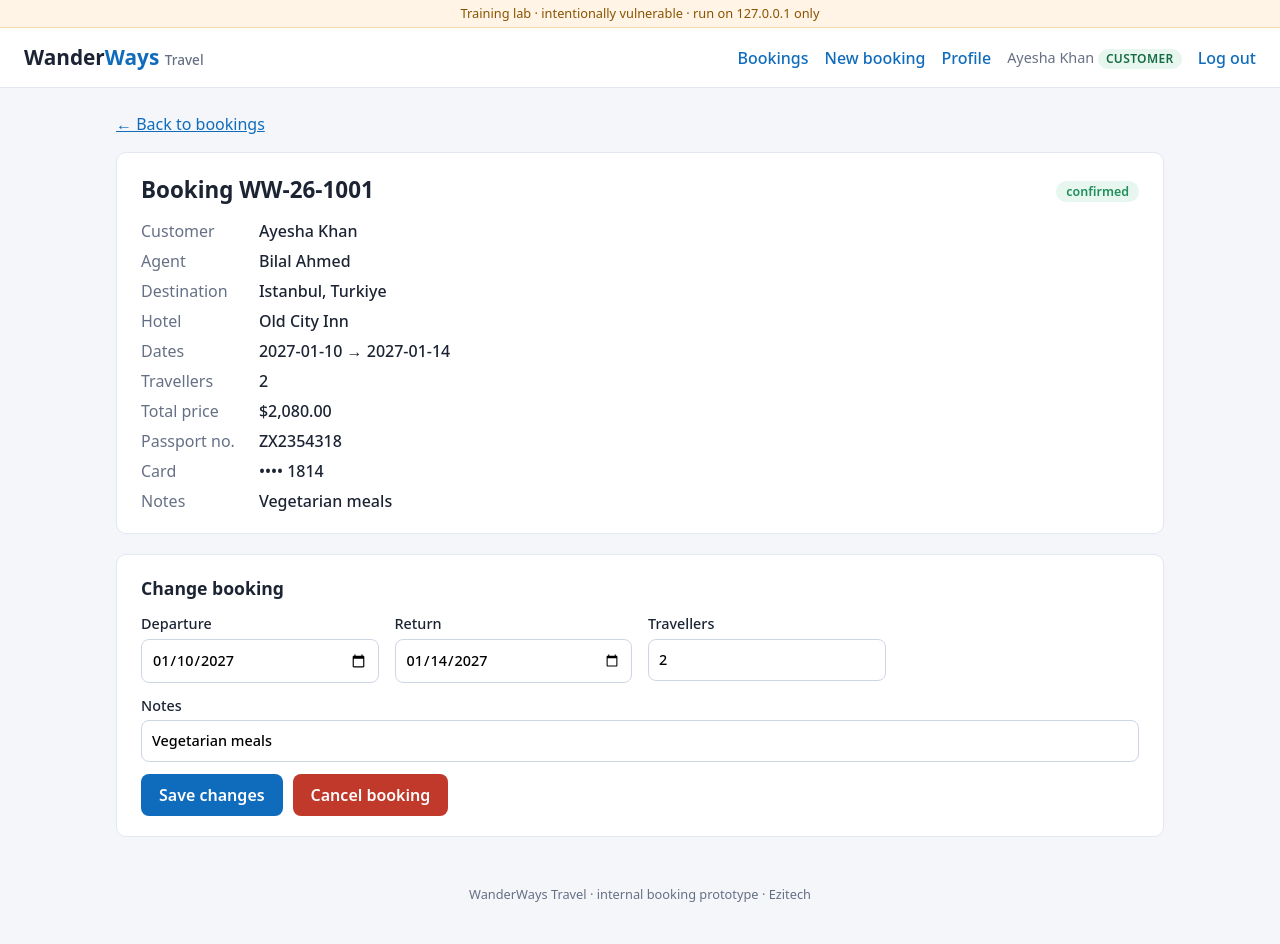 Training lab · intentionally vulnerable · run on 127.0.0.1 only
WanderWays Travel Bookings New booking Profile Ayesha Khan CUSTOMER Log out
← Back to bookings
Booking WW-26-1001 confirmed
Customer Ayesha Khan
Agent Bilal Ahmed
Destination Istanbul, Turkiye
Hotel Old City Inn
Dates 2027-01-10 → 2027-01-14
Travellers 2
Total price $2,080.00
Passport no. ZX2354318
Card •••• 1814
Notes Vegetarian meals
Change booking
Departure Return Travellers
01/10/2027 01/14/2027 2
Notes
Vegetarian meals
Save changes Cancel booking
WanderWays Travel · internal booking prototype · Ezitech